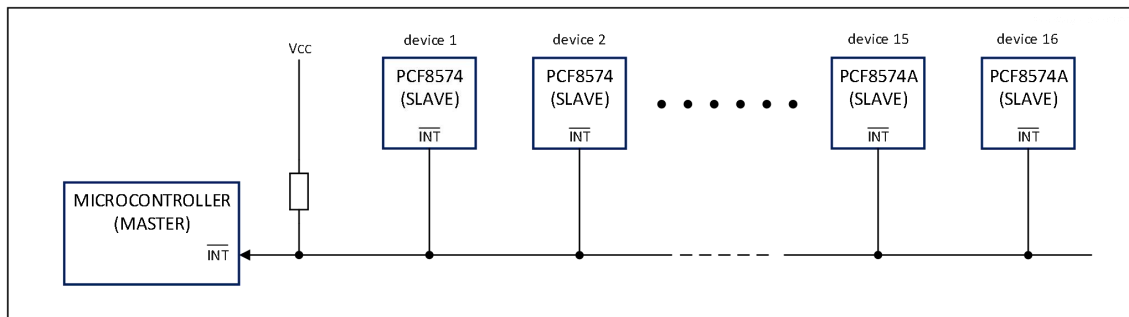 Vcc
device 1
device 2
device 15
device 16
PCF8574
(SLAVE)
INT
PCF8574
(SLAVE)
INT
PCF8574A
(SLAVE)
INT
PCF8574A
(SLAVE)
INT
MICROCONTROLLER
(MASTER)
INT